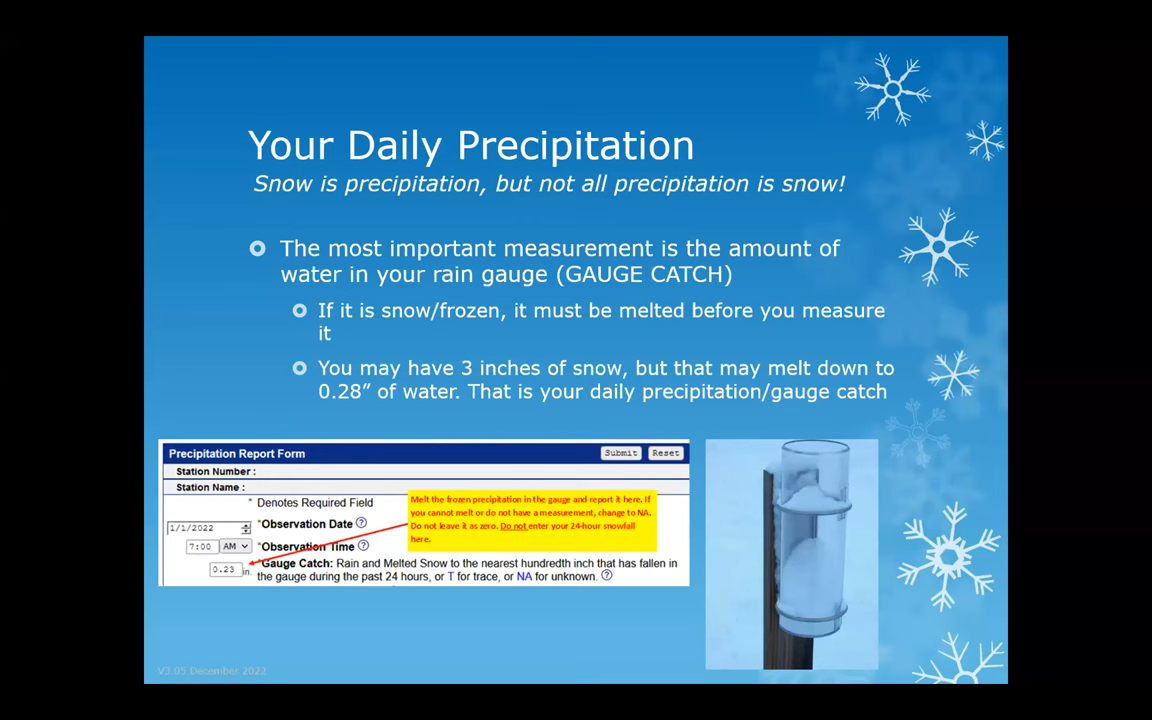 Your Daily Precipitation
Snow is precipitation, but not all precipitation is snow!
The most important measurement is the amount of
water in your rain gauge (GAUGE CATCH)
If it is snow/frozen, it must be melted before you measure
it
You may have 3 inches of snow, but that may melt down to
0.28” of water. That is your daily precipitation/gauge catch
Precipitation Report Form Submit Reset
Station Number :
Station Name :
* Denotes Required Field
Melt the frozen precipitation in the gauge and report it here. If
you cannot melt or do not have a measurement, change to NA.
Do not leave it as zero. Do not enter your 24-hour snowfall
here.
1/1/2022 *Observation Date ?
7:00 AM *Observation Time ?
0.23 in. *Gauge Catch: Rain and Melted Snow to the nearest hundredth inch that has fallen in
the gauge during the past 24 hours, or T for trace, or NA for unknown. ?
V3.05 December 2022